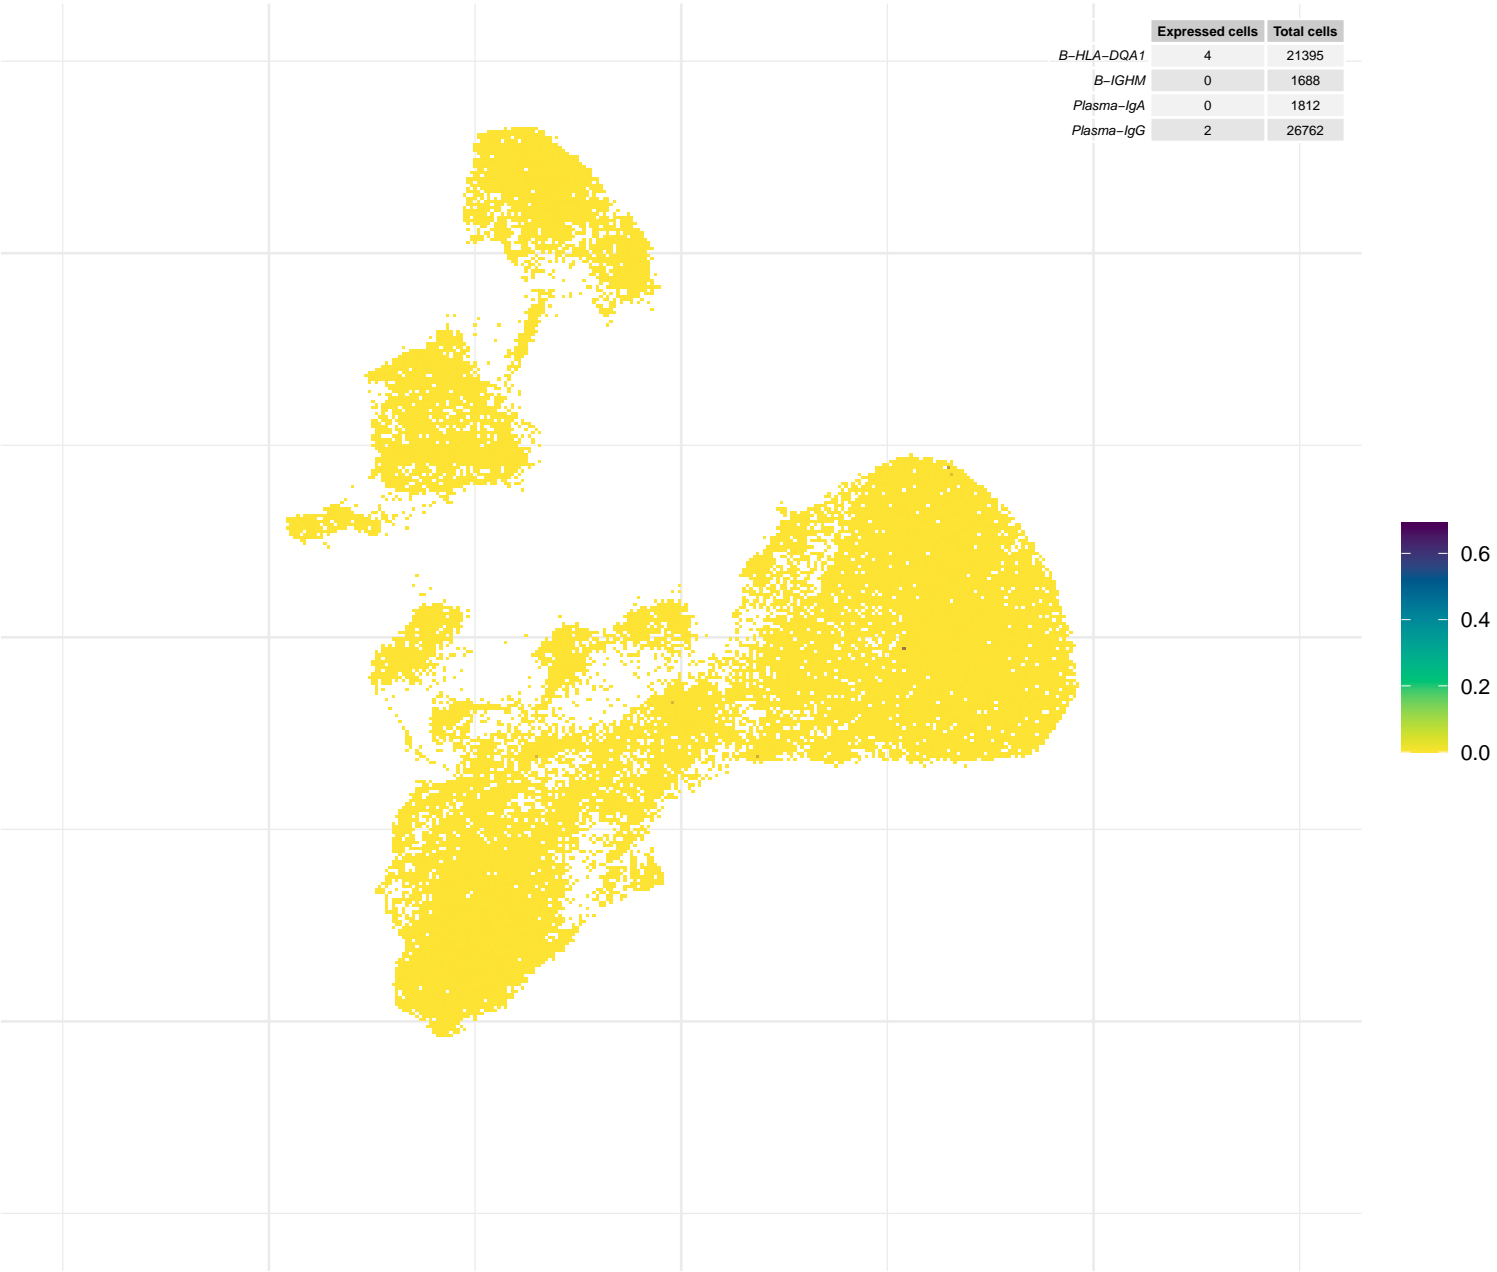 Expressed cells Total cells
B-HLA-DQA1 4 21395
B-IGHM 0 1688
Plasma-IgA 0 1812
Plasma-IgG 2 26762
0.6
0.4
0.2
0.0